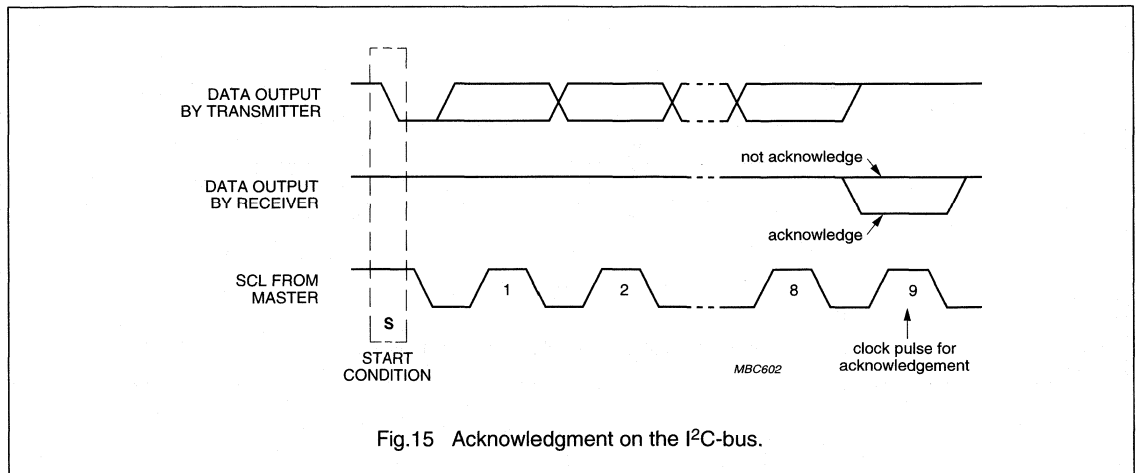 DATA OUTPUT
BY TRANSMITTER
not acknowledge
DATA OUTPUT
BY RECEIVER
acknowledge
SCL FROM
MASTER
1
2
8
9
S
START
CONDITION
MBC602
clock pulse for
acknowledgement
Fig.15 Acknowledgment on the I²C-bus.